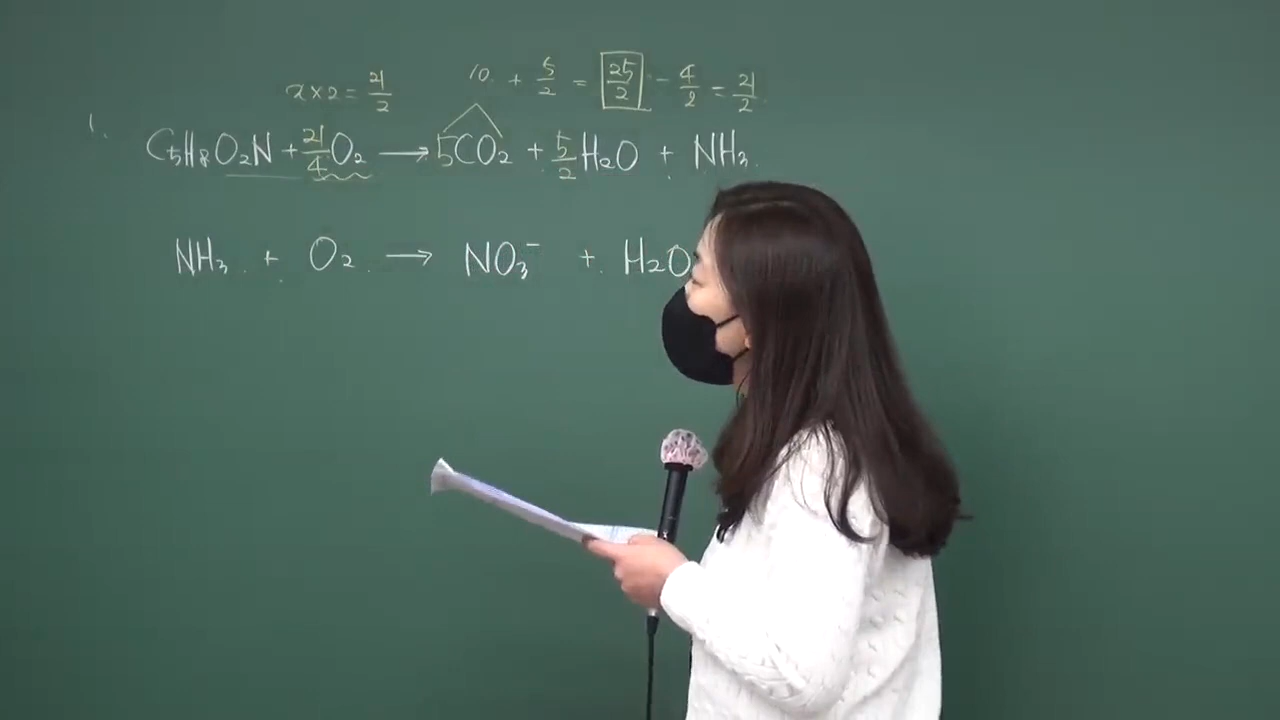 x×2 = 21/2
10 + 5/2 = 25/2 - 4/2 = 21/2
1.
C5H8O2N + 21/4 O2 → 5CO2 + 5/2 H2O + NH3
NH3 + O2 → NO3⁻ + H2O